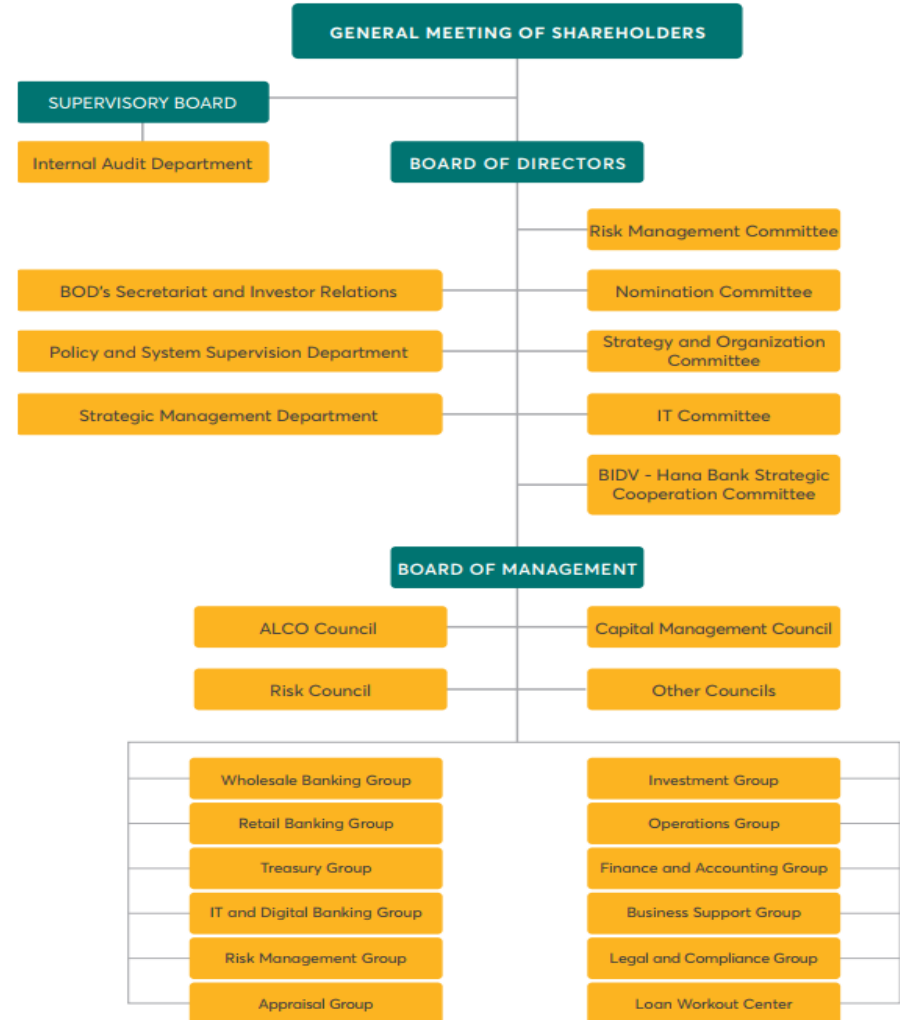 GENERAL MEETING OF SHAREHOLDERS
SUPERVISORY BOARD
Internal Audit Department
BOARD OF DIRECTORS
Risk Management Committee
BOD's Secretariat and Investor Relations
Nomination Committee
Policy and System Supervision Department
Strategy and Organization
Committee
Strategic Management Department
IT Committee
BIDV - Hana Bank Strategic
Cooperation Committee
BOARD OF MANAGEMENT
ALCO Council
Capital Management Council
Risk Council
Other Councils
Wholesale Banking Group
Investment Group
Retail Banking Group
Operations Group
Treasury Group
Finance and Accounting Group
IT and Digital Banking Group
Business Support Group
Risk Management Group
Legal and Compliance Group
Appraisal Group
Loan Workout Center